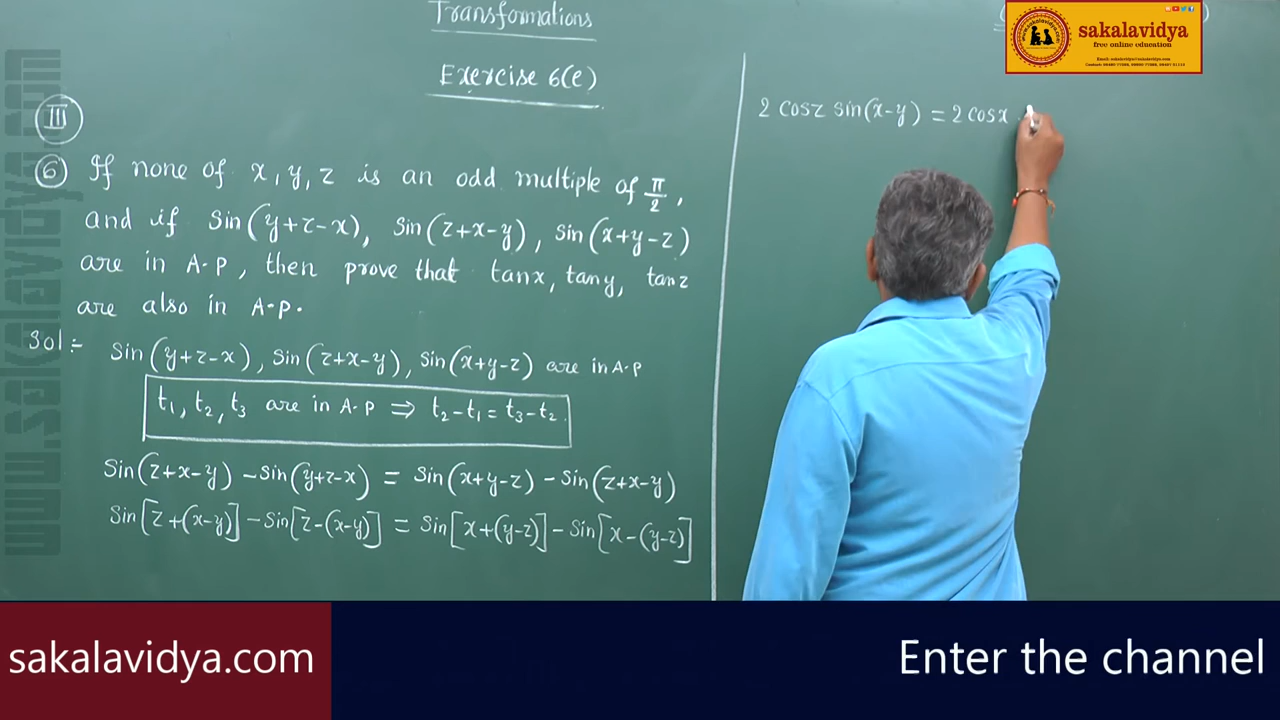 Transformations
Exercise 6(e)
III
6 If none of x, y, z is an odd multiple of π/2,
and if Sin(y+z-x), Sin(z+x-y), Sin(x+y-z)
are in A.P, then prove that tanx, tany, tanz
are also in A.P.
Sol:- Sin(y+z-x), Sin(z+x-y), Sin(x+y-z) are in A.P
t₁, t₂, t₃ are in A.P ⇒ t₂-t₁ = t₃-t₂.
Sin(z+x-y) - Sin(y+z-x) = Sin(x+y-z) - Sin(z+x-y)
Sin[z+(x-y)] - Sin[z-(x-y)] = Sin[x+(y-z)] - Sin[x-(y-z)]
2 cosz sin(x-y) = 2 cosx
sakalavidya
free online education
www.sakalavidya.com
sakalavidya.com
Enter the channel